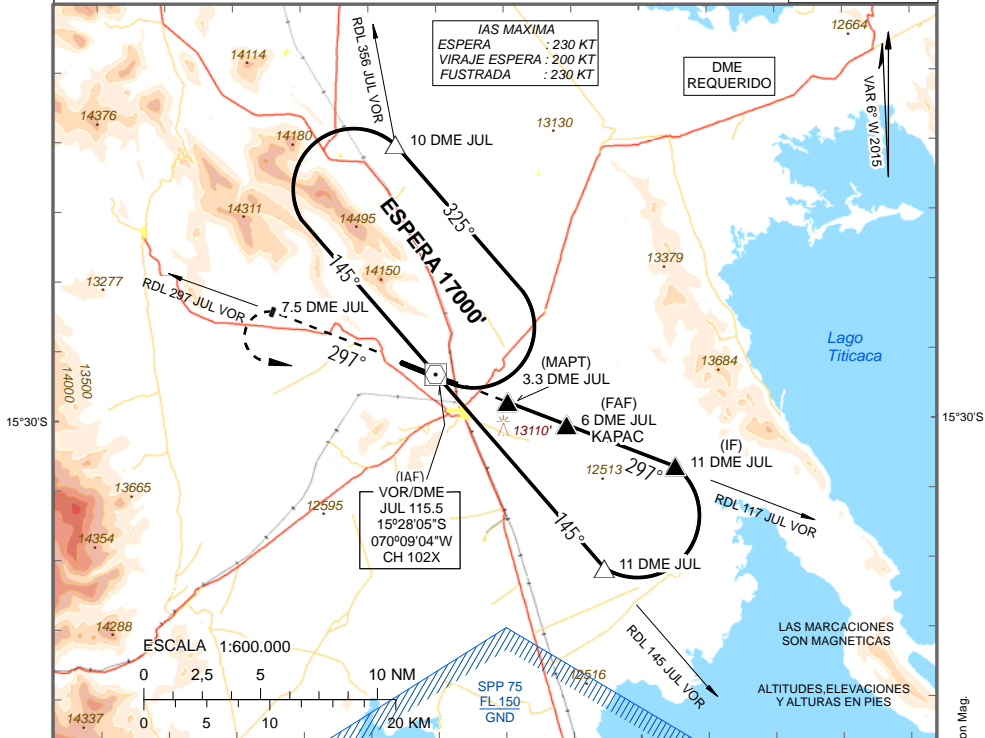 12664
IAS MAXIMA
ESPERA : 230 KT
VIRAJE ESPERA : 200 KT
FUSTRADA : 230 KT
DME
REQUERIDO
VAR 6° W 2015
RDL 356 JUL VOR
14114
14376
14180
13130
10 DME JUL
14311
14495
325°
ESPERA 17000'
145°
14150
13379
13277
RDL 297 JUL VOR
7.5 DME JUL
297°
Lago
Titicaca
13500
14000
13684
(MAPT)
3.3 DME JUL
(FAF)
6 DME JUL
KAPAC
15°30'S
15°30'S
13110'
(IF)
11 DME JUL
297°
12513
RDL 117 JUL VOR
(IAF)
VOR/DME
JUL 115.5
15°28'05"S
070°09'04"W
CH 102X
13665
12595
14354
145°
11 DME JUL
14288
RDL 145 JUL VOR
LAS MARCACIONES
SON MAGNETICAS
ESCALA 1:600.000
0 2,5 5 10 NM
0 5 10 20 KM
12516
SPP 75
FL 150
GND
ALTITUDES,ELEVACIONES
Y ALTURAS EN PIES
14337
on Mag.